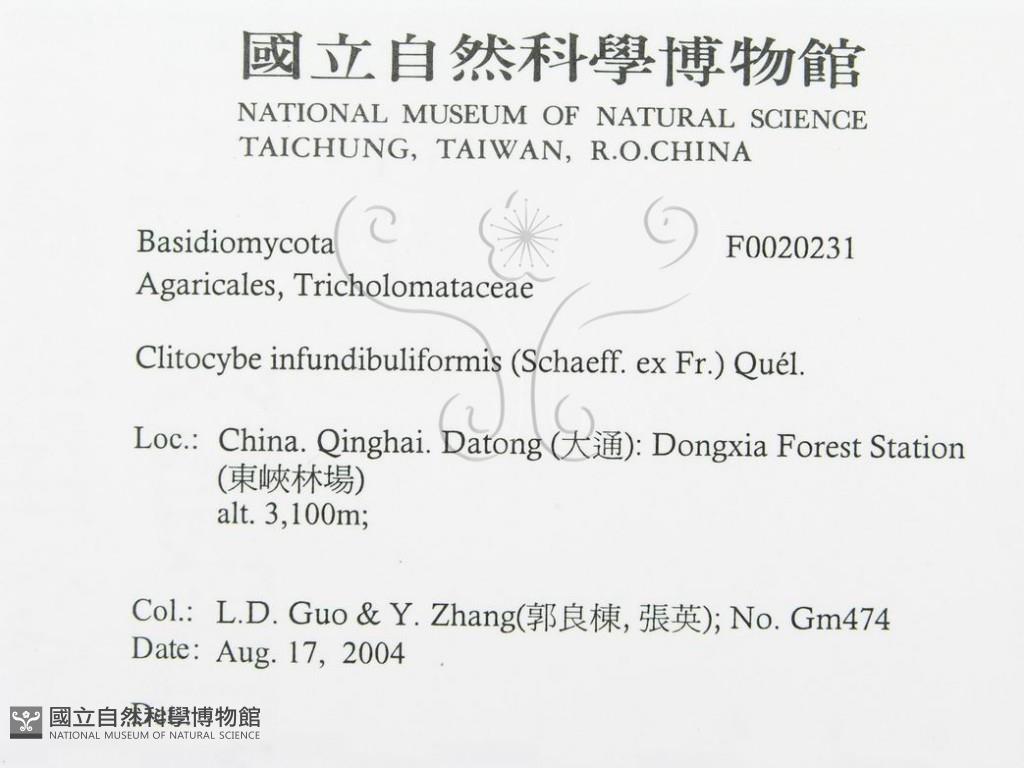 國立自然科學博物館
NATIONAL MUSEUM OF NATURAL SCIENCE
TAICHUNG, TAIWAN, R.O.CHINA
Basidiomycota F0020231
Agaricales, Tricholomataceae
Clitocybe infundibuliformis (Schaeff. ex Fr.) Quél.
Loc.: China. Qinghai. Datong (大通): Dongxia Forest Station
(東峽林場)
alt. 3,100m;
Col.: L.D. Guo & Y. Zhang(郭良棟, 張英); No. Gm474
Date: Aug. 17, 2004
國立自然科學博物館
NATIONAL MUSEUM OF NATURAL SCIENCE